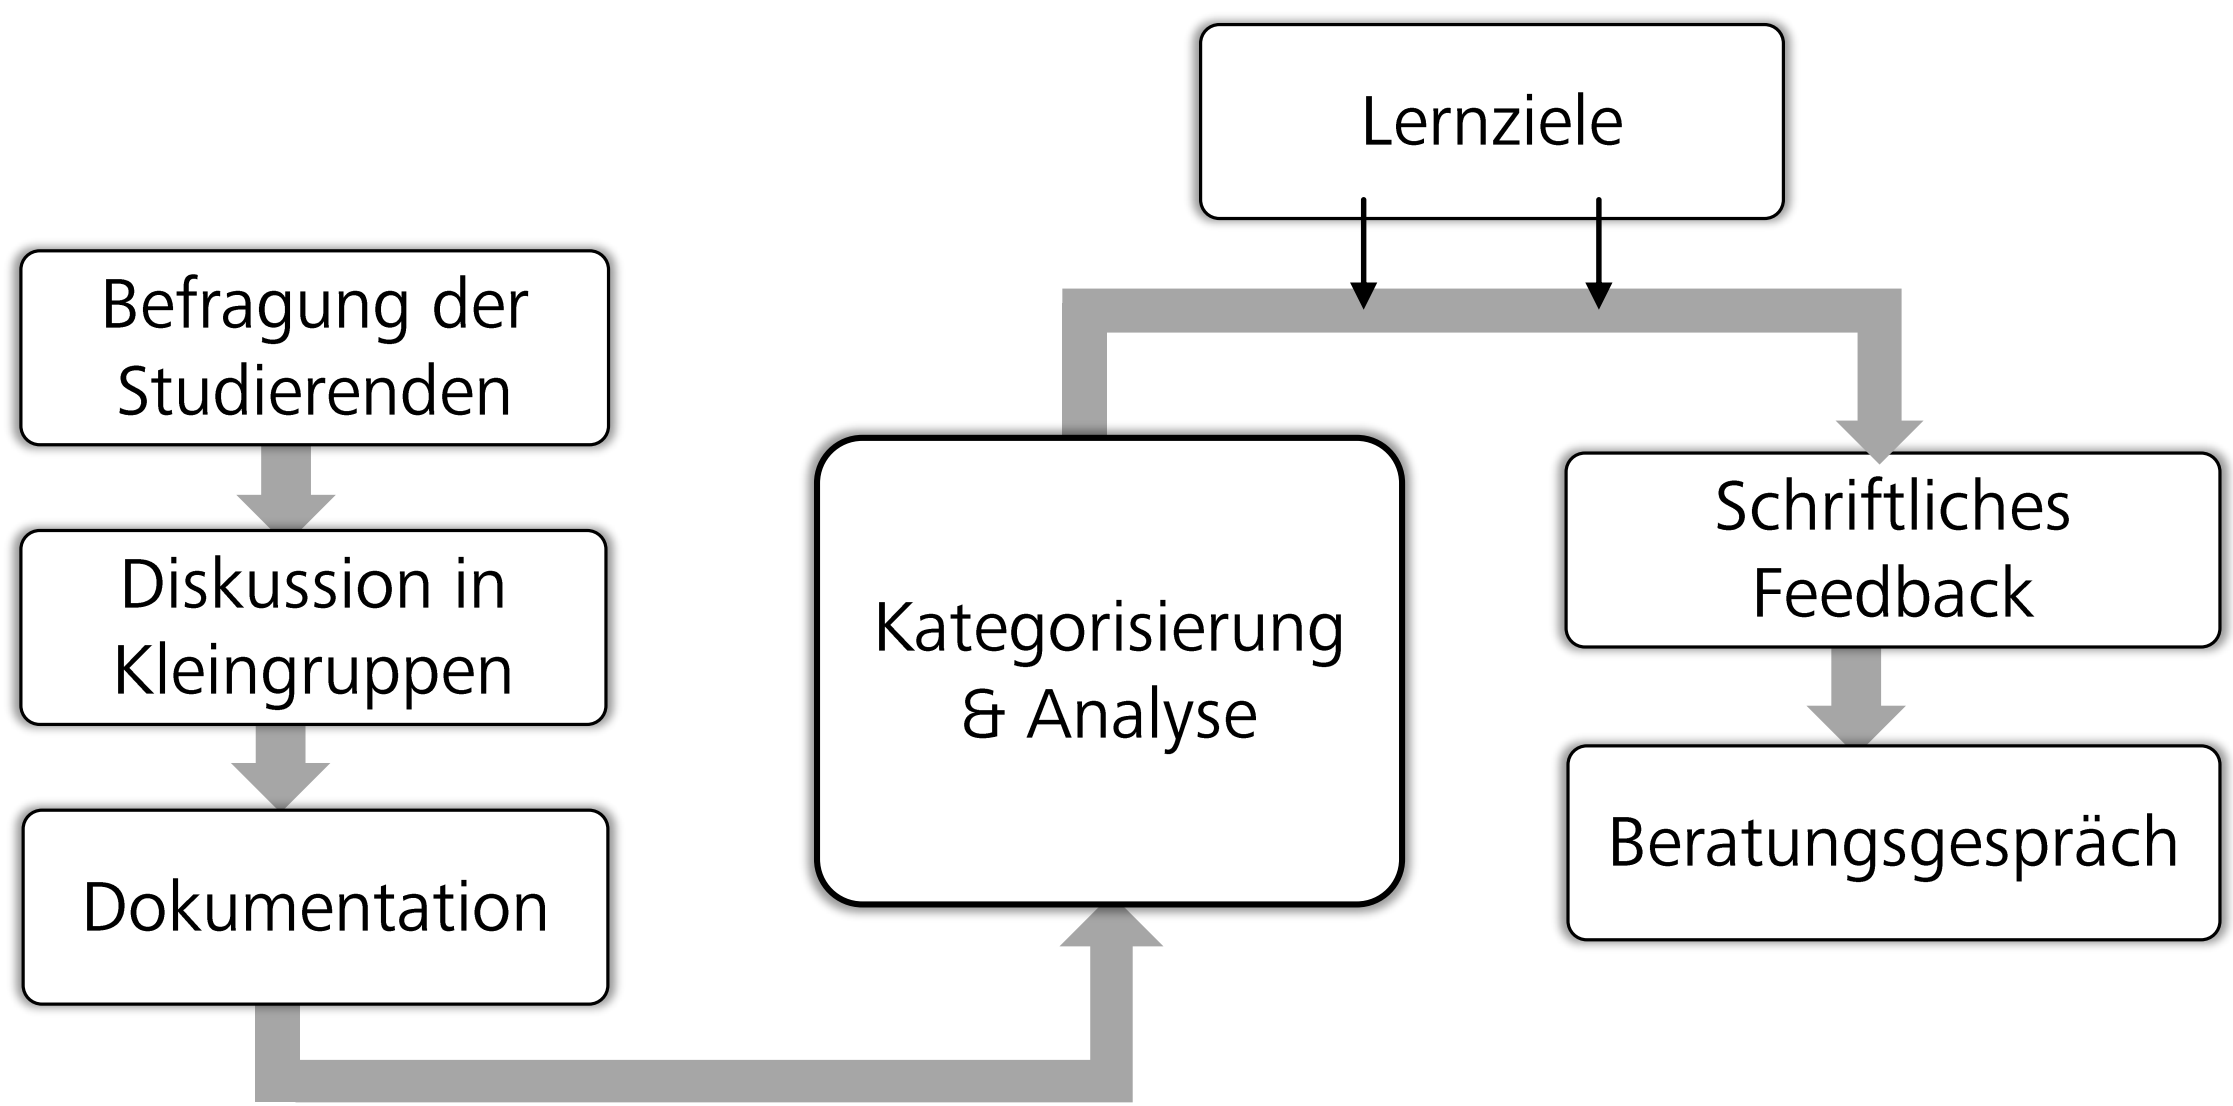 Befragung der
Studierenden
Diskussion in
Kleingruppen
Dokumentation
Kategorisierung
& Analyse
Lernziele
Schriftliches
Feedback
Beratungsgespräch